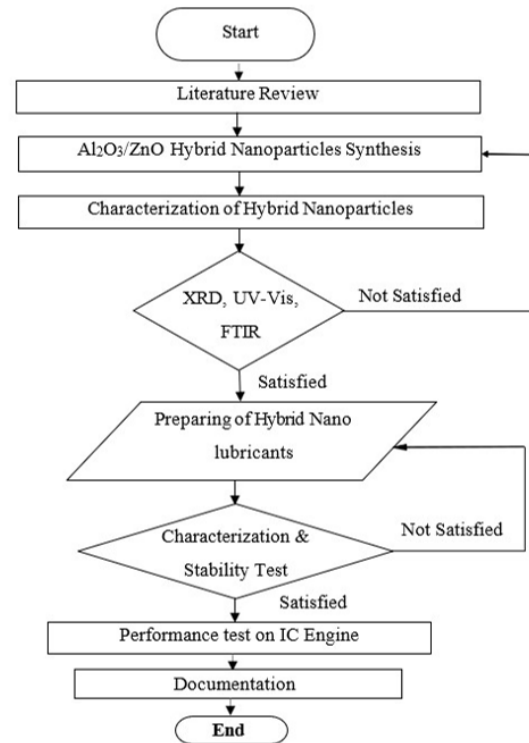 Start
Literature Review
Al₂O₃/ZnO Hybrid Nanoparticles Synthesis
Characterization of Hybrid Nanoparticles
XRD, UV-Vis,
FTIR
Not Satisfied
Satisfied
Preparing of Hybrid Nano
lubricants
Characterization &
Stability Test
Not Satisfied
Satisfied
Performance test on IC Engine
Documentation
End